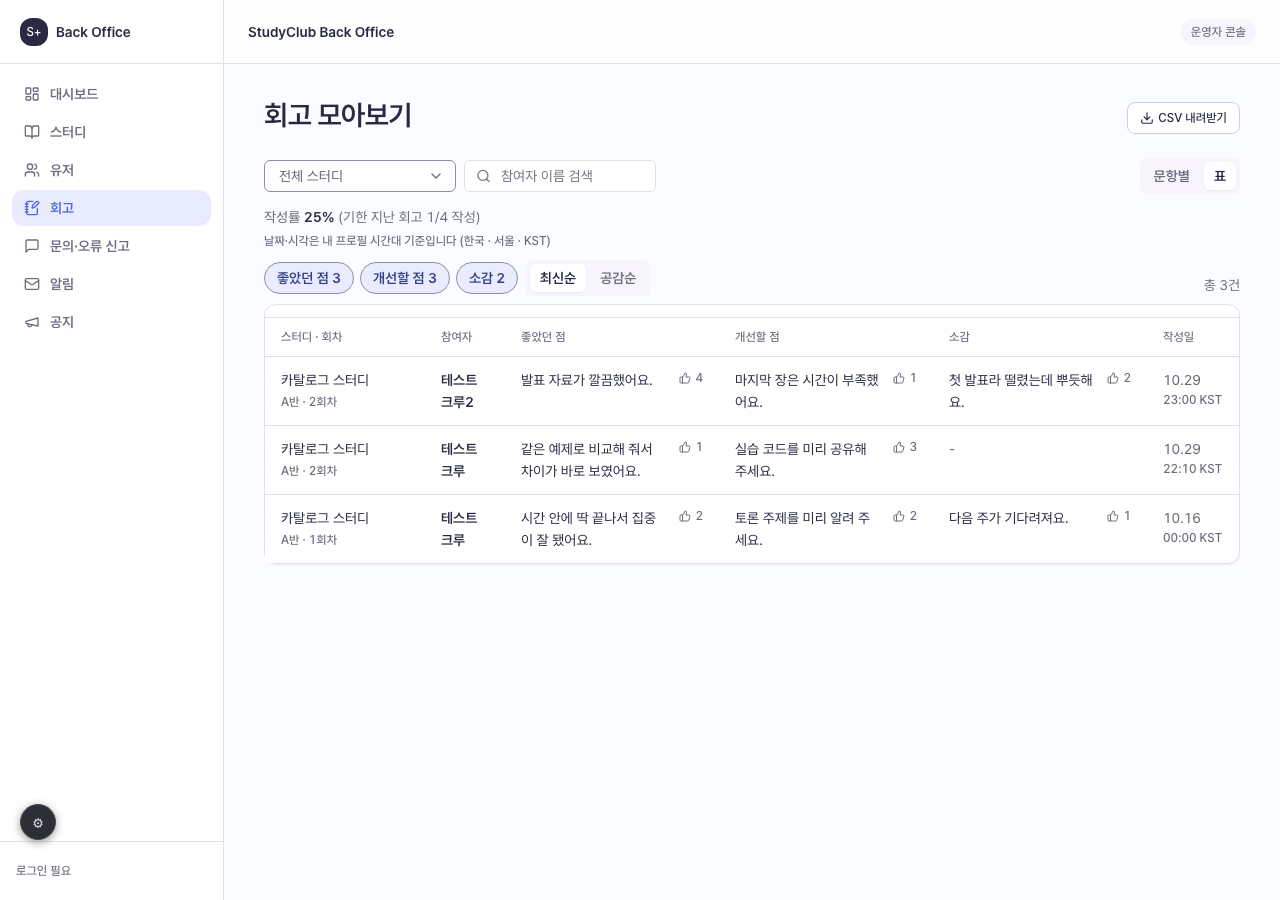 S+ Back Office
StudyClub Back Office
운영자 콘솔
대시보드
스터디
유저
회고
문의·오류 신고
알림
공지
로그인 필요
회고 모아보기
CSV 내려받기
전체 스터디
참여자 이름 검색
문항별 표
작성률 25% (기한 지난 회고 1/4 작성)
날짜·시각은 내 프로필 시간대 기준입니다 (한국 · 서울 · KST)
좋았던 점 3 개선할 점 3 소감 2 최신순 공감순
총 3건
스터디 · 회차 참여자 좋았던 점 개선할 점 소감 작성일
카탈로그 스터디
A반 · 2회차
테스트
크루2
발표 자료가 깔끔했어요.
4
마지막 장은 시간이 부족했
어요.
1
첫 발표라 떨렸는데 뿌듯해
요.
2
10.29
23:00 KST
카탈로그 스터디
A반 · 2회차
테스트
크루
같은 예제로 비교해 줘서
차이가 바로 보였어요.
1
실습 코드를 미리 공유해
주세요.
3
-
10.29
22:10 KST
카탈로그 스터디
A반 · 1회차
테스트
크루
시간 안에 딱 끝나서 집중
이 잘 됐어요.
2
토론 주제를 미리 알려 주
세요.
2
다음 주가 기다려져요.
1
10.16
00:00 KST